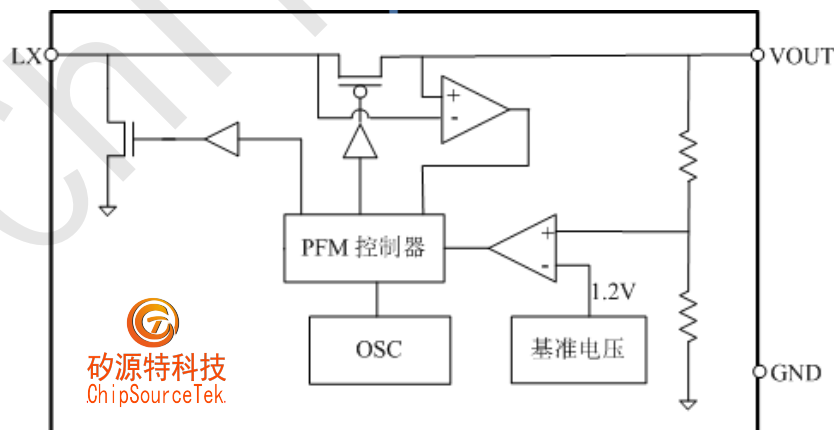 LX
VOUT
+
-
PFM 控制器
+
-
1.2V
OSC
基准电压
GND
矽源特科技
ChipSourceTek.